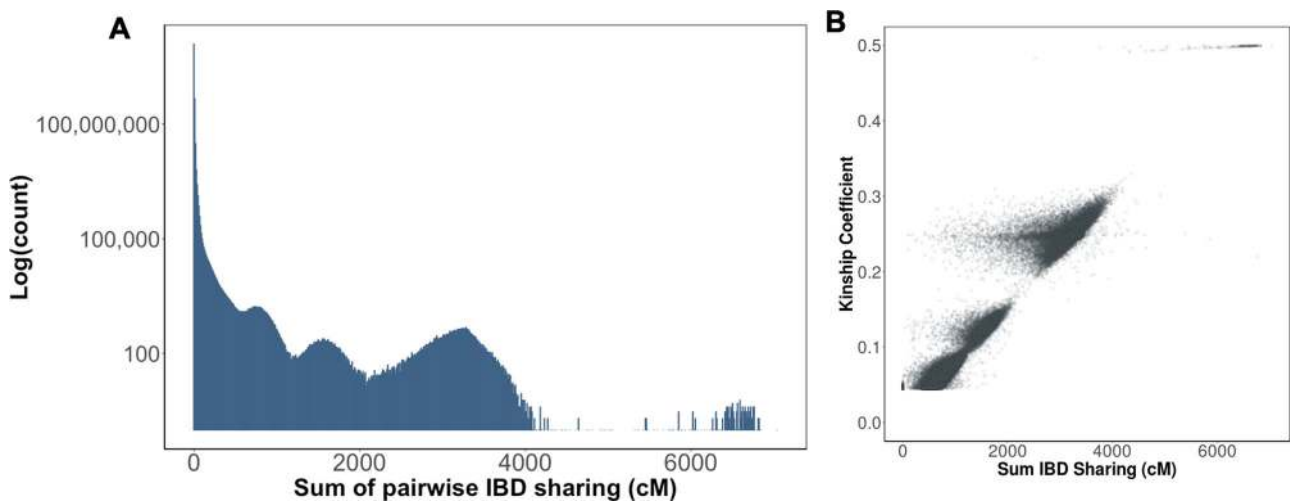 A
Log(count)
100,000,000
100,000
100
0
2000
4000
6000
Sum of pairwise IBD sharing (cM)
B
Kinship Coefficient
0.5
0.4
0.3
0.2
0.1
0.0
0
2000
4000
6000
Sum IBD Sharing (cM)